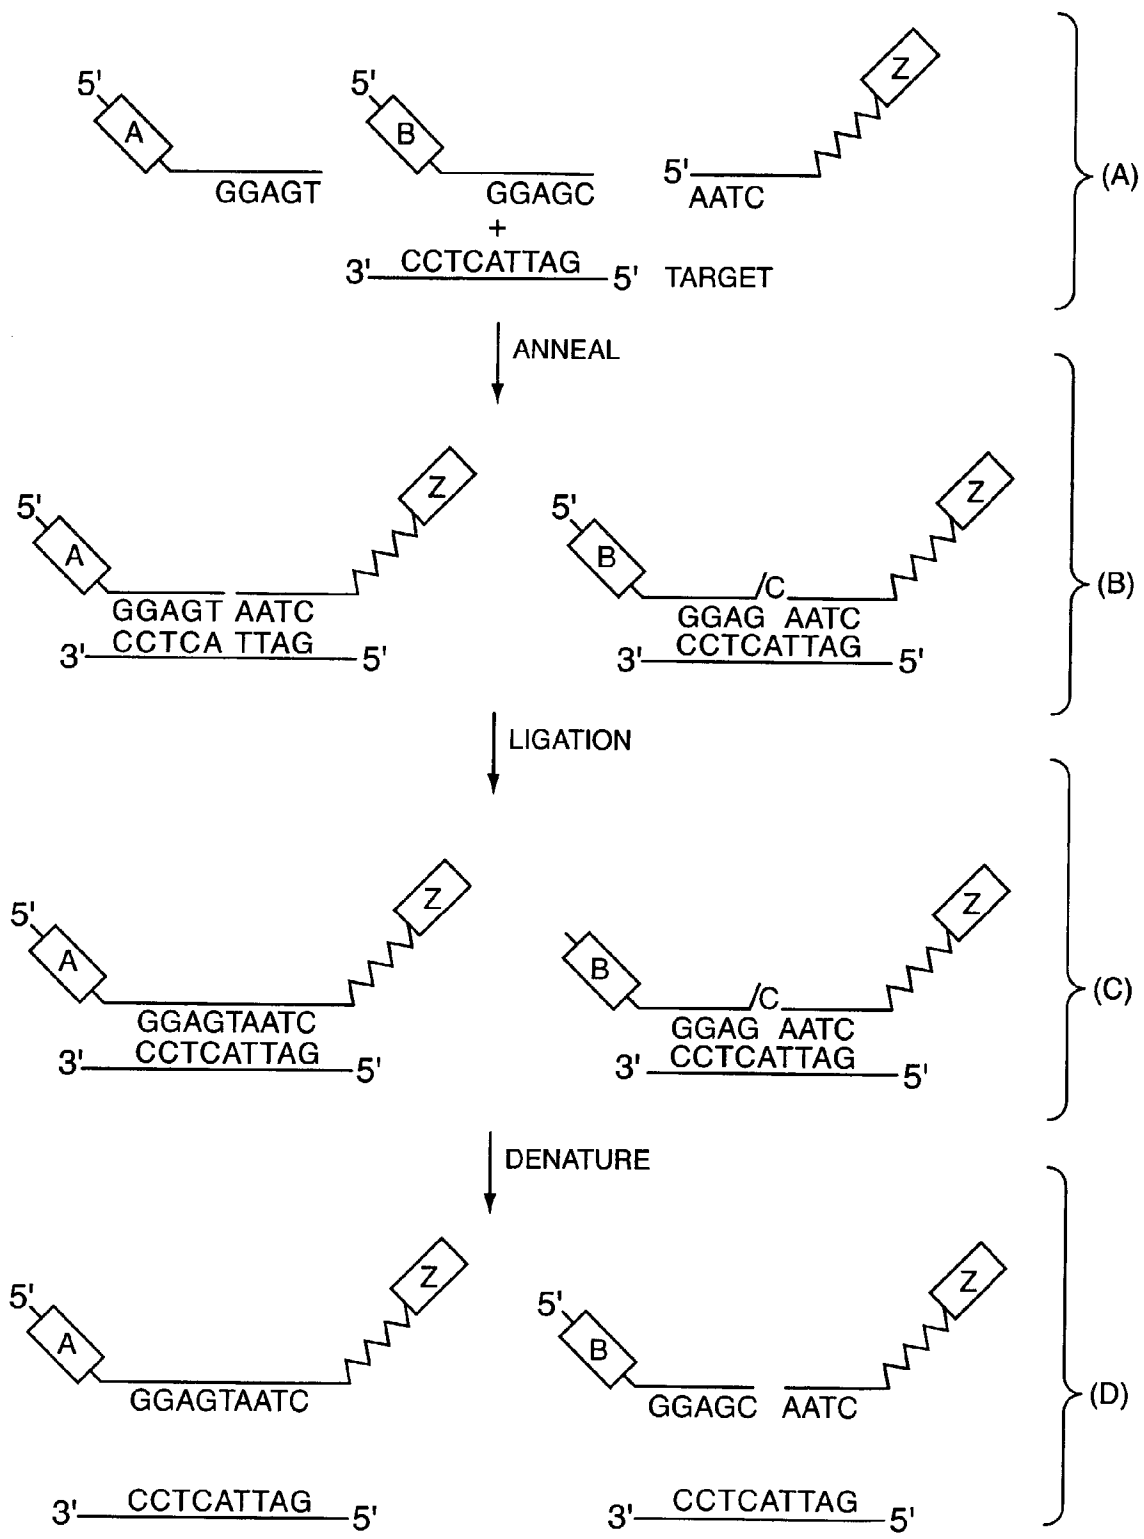 5' A 5' B Z
GGAGT GGAGC 5' AATC
(A)
+
3' CCTCATTAG 5' TARGET
ANNEAL
5' A Z 5' B Z
/C
GGAGT AATC GGAG AATC
(B)
3' CCTCA TTAG 5' 3' CCTCATTAG 5'
LIGATION
5' A Z B Z
/C
GGAGTAATC GGAG AATC
(C)
3' CCTCATTAG 5' 3' CCTCATTAG 5'
DENATURE
5' A Z 5' B Z
GGAGTAATC GGAGC AATC
(D)
3' CCTCATTAG 5' 3' CCTCATTAG 5'